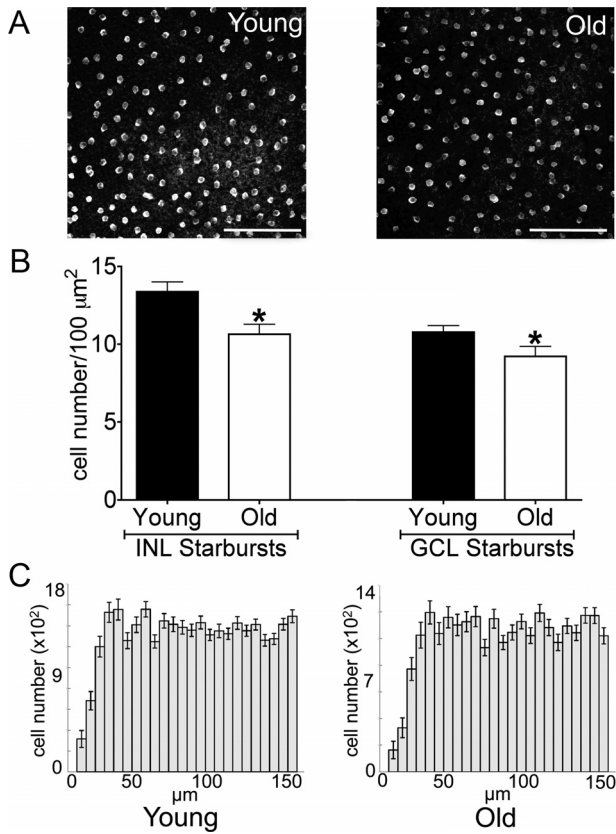 A
Young
Old
B
cell number/100 µm²
15
10
5
0
*
*
Young
Old
Young
Old
INL Starbursts
GCL Starbursts
C
cell number (x10²)
18
9
0
0
50
100
150
µm
Young
cell number (x10²)
14
7
0
0
50
100
150
µm
Old